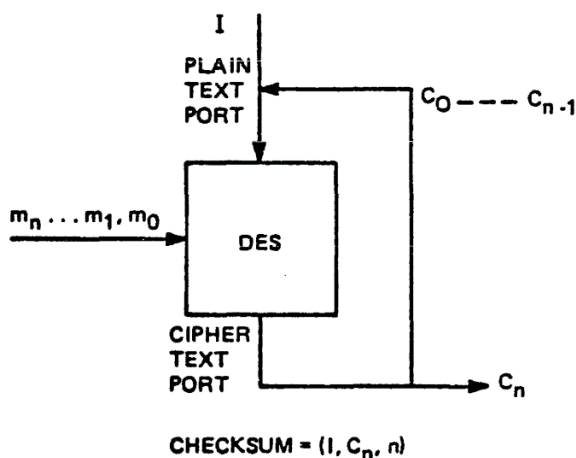 I
PLAIN
TEXT
PORT
C₀ --- Cₙ₋₁
mₙ ... m₁, m₀
DES
CIPHER
TEXT
PORT
Cₙ
CHECKSUM = (I, Cₙ, n)